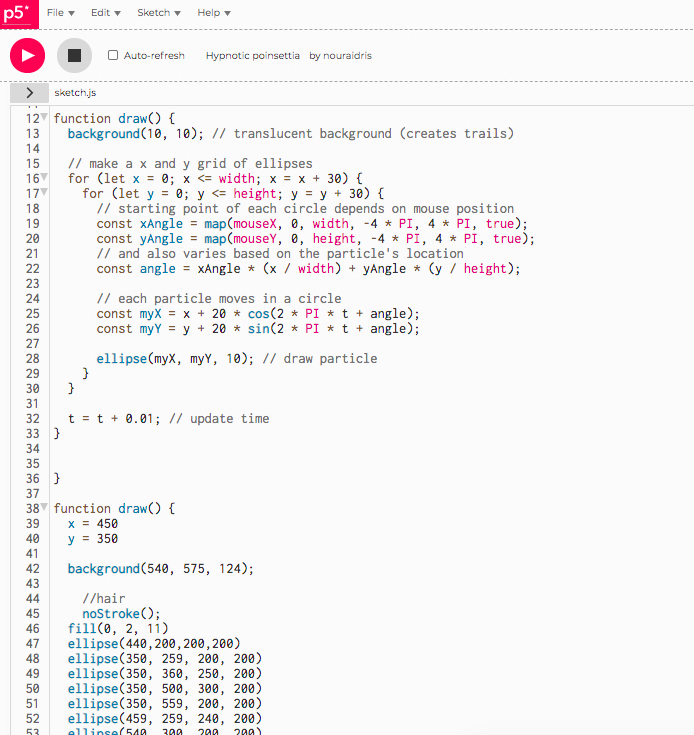 p5* File Edit Sketch Help
Auto-refresh Hypnotic poinsettia by nouraidris
sketch.js
12 function draw() {
13 background(10, 10); // translucent background (creates trails)
14
15 // make a x and y grid of ellipses
16 for (let x = 0; x <= width; x = x + 30) {
17 for (let y = 0; y <= height; y = y + 30) {
18 // starting point of each circle depends on mouse position
19 const xAngle = map(mouseX, 0, width, -4 * PI, 4 * PI, true);
20 const yAngle = map(mouseY, 0, height, -4 * PI, 4 * PI, true);
21 // and also varies based on the particle's location
22 const angle = xAngle * (x / width) + yAngle * (y / height);
23
24 // each particle moves in a circle
25 const myX = x + 20 * cos(2 * PI * t + angle);
26 const myY = y + 20 * sin(2 * PI * t + angle);
27
28 ellipse(myX, myY, 10); // draw particle
29 }
30 }
31
32 t = t + 0.01; // update time
33 }
34
35
36 }
37
38 function draw() {
39 x = 450
40 y = 350
41
42 background(540, 575, 124);
43
44 //hair
45 noStroke();
46 fill(0, 2, 11)
47 ellipse(440,200,200,200)
48 ellipse(350, 259, 200, 200)
49 ellipse(350, 360, 250, 200)
50 ellipse(350, 500, 300, 200)
51 ellipse(350, 559, 200, 200)
52 ellipse(459, 259, 240, 200)
53 ellipse(540, 300, 200, 200)